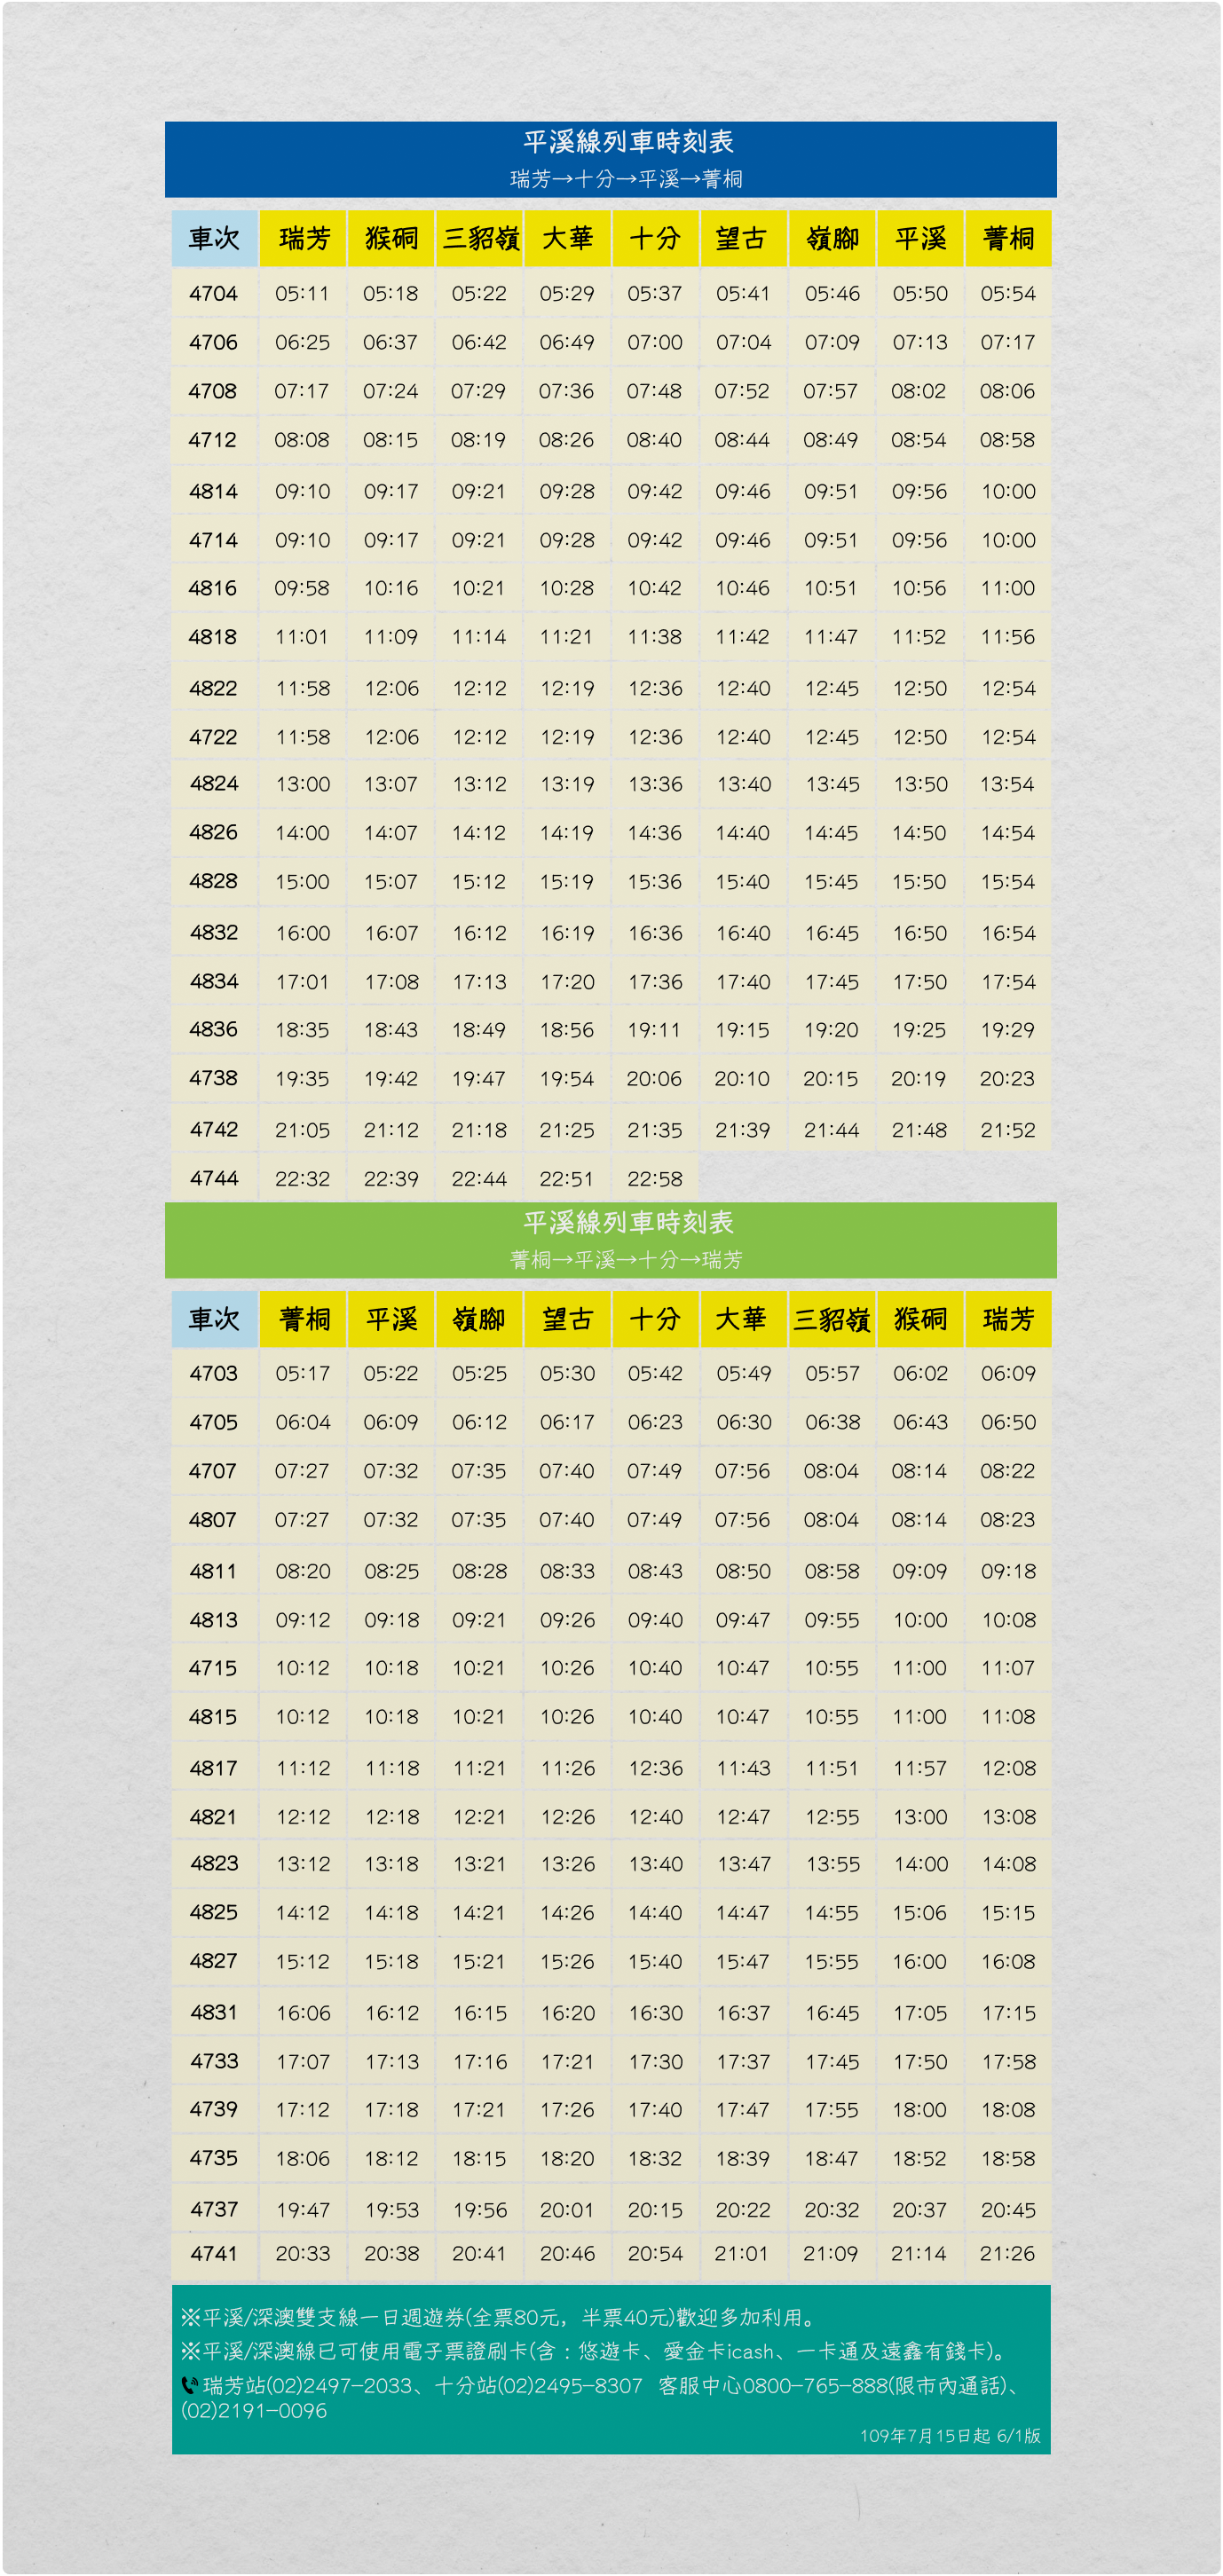 平溪線列車時刻表
瑞芳→十分→平溪→菁桐
車次 瑞芳 猴硐 三貂嶺 大華 十分 望古 嶺腳 平溪 菁桐
4704 05:11 05:18 05:22 05:29 05:37 05:41 05:46 05:50 05:54
4706 06:25 06:37 06:42 06:49 07:00 07:04 07:09 07:13 07:17
4708 07:17 07:24 07:29 07:36 07:48 07:52 07:57 08:02 08:06
4712 08:08 08:15 08:19 08:26 08:40 08:44 08:49 08:54 08:58
4814 09:10 09:17 09:21 09:28 09:42 09:46 09:51 09:56 10:00
4714 09:10 09:17 09:21 09:28 09:42 09:46 09:51 09:56 10:00
4816 09:58 10:16 10:21 10:28 10:42 10:46 10:51 10:56 11:00
4818 11:01 11:09 11:14 11:21 11:38 11:42 11:47 11:52 11:56
4822 11:58 12:06 12:12 12:19 12:36 12:40 12:45 12:50 12:54
4722 11:58 12:06 12:12 12:19 12:36 12:40 12:45 12:50 12:54
4824 13:00 13:07 13:12 13:19 13:36 13:40 13:45 13:50 13:54
4826 14:00 14:07 14:12 14:19 14:36 14:40 14:45 14:50 14:54
4828 15:00 15:07 15:12 15:19 15:36 15:40 15:45 15:50 15:54
4832 16:00 16:07 16:12 16:19 16:36 16:40 16:45 16:50 16:54
4834 17:01 17:08 17:13 17:20 17:36 17:40 17:45 17:50 17:54
4836 18:35 18:43 18:49 18:56 19:11 19:15 19:20 19:25 19:29
4738 19:35 19:42 19:47 19:54 20:06 20:10 20:15 20:19 20:23
4742 21:05 21:12 21:18 21:25 21:35 21:39 21:44 21:48 21:52
4744 22:32 22:39 22:44 22:51 22:58
平溪線列車時刻表
菁桐→平溪→十分→瑞芳
車次 菁桐 平溪 嶺腳 望古 十分 大華 三貂嶺 猴硐 瑞芳
4703 05:17 05:22 05:25 05:30 05:42 05:49 05:57 06:02 06:09
4705 06:04 06:09 06:12 06:17 06:23 06:30 06:38 06:43 06:50
4707 07:27 07:32 07:35 07:40 07:49 07:56 08:04 08:14 08:22
4807 07:27 07:32 07:35 07:40 07:49 07:56 08:04 08:14 08:23
4811 08:20 08:25 08:28 08:33 08:43 08:50 08:58 09:09 09:18
4813 09:12 09:18 09:21 09:26 09:40 09:47 09:55 10:00 10:08
4715 10:12 10:18 10:21 10:26 10:40 10:47 10:55 11:00 11:07
4815 10:12 10:18 10:21 10:26 10:40 10:47 10:55 11:00 11:08
4817 11:12 11:18 11:21 11:26 12:36 11:43 11:51 11:57 12:08
4821 12:12 12:18 12:21 12:26 12:40 12:47 12:55 13:00 13:08
4823 13:12 13:18 13:21 13:26 13:40 13:47 13:55 14:00 14:08
4825 14:12 14:18 14:21 14:26 14:40 14:47 14:55 15:06 15:15
4827 15:12 15:18 15:21 15:26 15:40 15:47 15:55 16:00 16:08
4831 16:06 16:12 16:15 16:20 16:30 16:37 16:45 17:05 17:15
4733 17:07 17:13 17:16 17:21 17:30 17:37 17:45 17:50 17:58
4739 17:12 17:18 17:21 17:26 17:40 17:47 17:55 18:00 18:08
4735 18:06 18:12 18:15 18:20 18:32 18:39 18:47 18:52 18:58
4737 19:47 19:53 19:56 20:01 20:15 20:22 20:32 20:37 20:45
4741 20:33 20:38 20:41 20:46 20:54 21:01 21:09 21:14 21:26
※平溪/深澳雙支線一日週遊券(全票80元，半票40元)歡迎多加利用。
※平溪/深澳線已可使用電子票證刷卡(含：悠遊卡、愛金卡icash、一卡通及遠鑫有錢卡)。
瑞芳站(02)2497-2033、十分站(02)2495-8307 客服中心0800-765-888(限市內通話)、
(02)2191-0096
109年7月15日起 6/1版